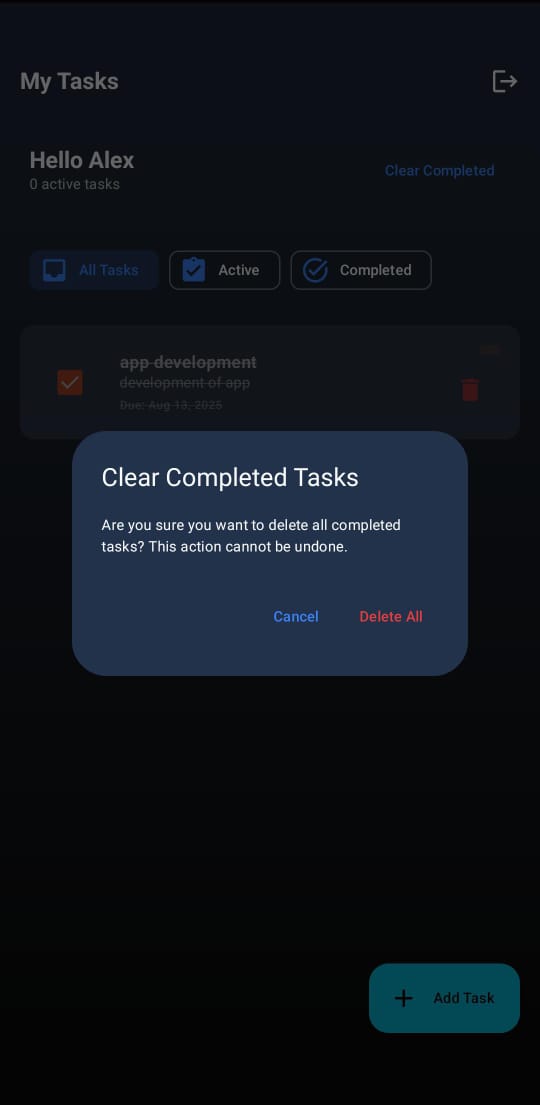 My Tasks
Hello Alex
0 active tasks
Clear Completed
All Tasks
Active
Completed
app development
development of app
Due: Aug 13, 2025
Clear Completed Tasks
Are you sure you want to delete all completed
tasks? This action cannot be undone.
Cancel
Delete All
Add Task